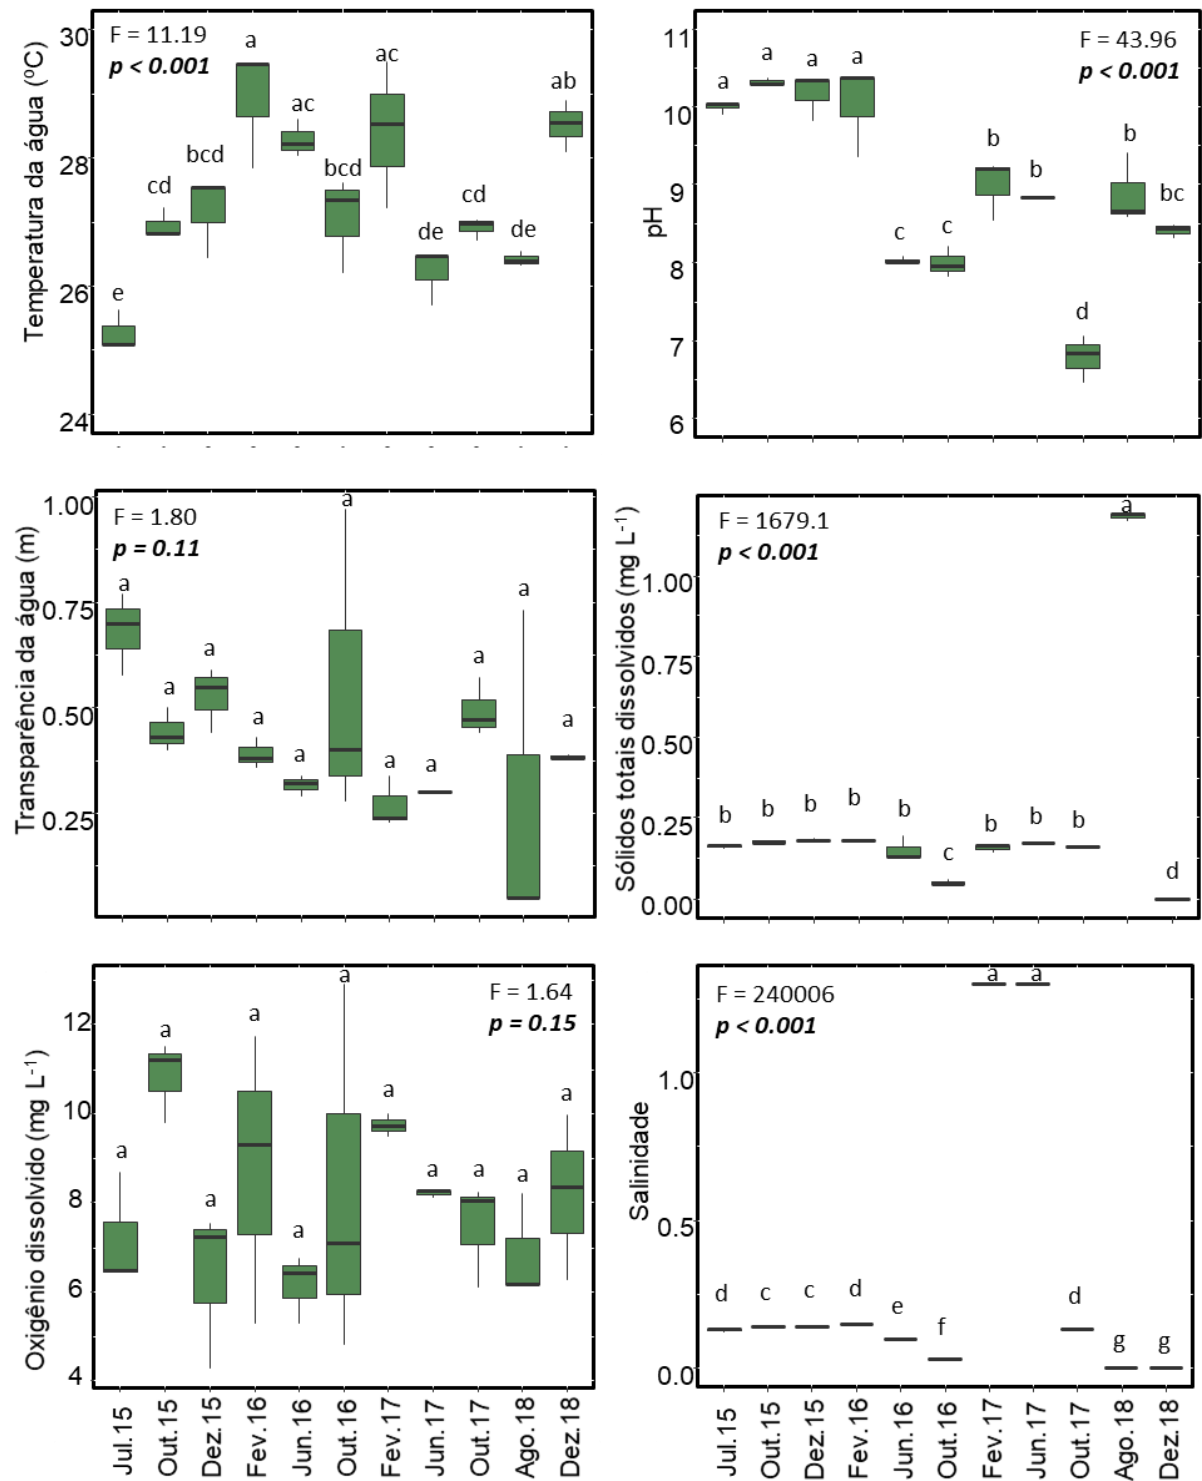 Temperatura da água (ºC)
30
28
26
24
F = 11.19
p < 0.001
e
cd
bcd
a
ac
bcd
ac
de
cd
de
ab
pH
11
10
9
8
7
6
F = 43.96
p < 0.001
a
a
a
a
c
c
b
b
d
b
bc
Transparência da água (m)
1.00
0.75
0.50
0.25
F = 1.80
p = 0.11
a
a
a
a
a
a
a
a
a
a
a
Sólidos totais dissolvidos (mg L-1)
1.00
0.75
0.50
0.25
0.00
F = 1679.1
p < 0.001
b
b
b
b
b
c
b
b
b
a
d
Oxigênio dissolvido (mg L-1)
12
10
8
6
4
F = 1.64
p = 0.15
a
a
a
a
a
a
a
a
a
a
a
Jul.15
Out.15
Dez.15
Fev.16
Jun.16
Out.16
Fev.17
Jun.17
Out.17
Ago.18
Dez.18
Salinidade
1.0
0.5
0.0
F = 240006
p < 0.001
d
c
c
d
e
f
a
a
d
g
g
Jul.15
Out.15
Dez.15
Fev.16
Jun.16
Out.16
Fev.17
Jun.17
Out.17
Ago.18
Dez.18